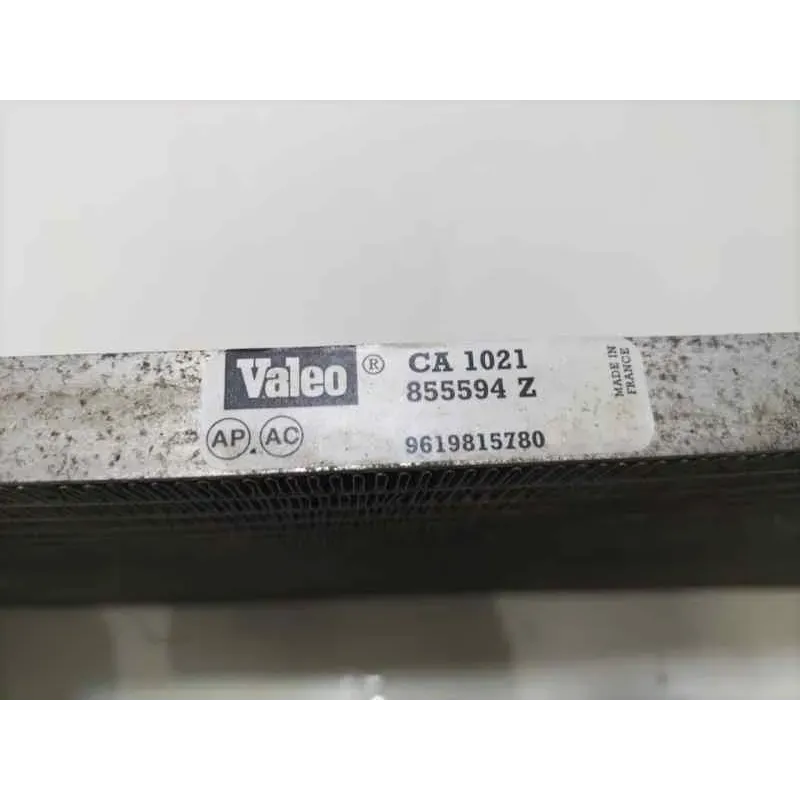 Valeo ® CA 1021
855594 Z
AP. AC
9619815780
MADE IN
FRANCE